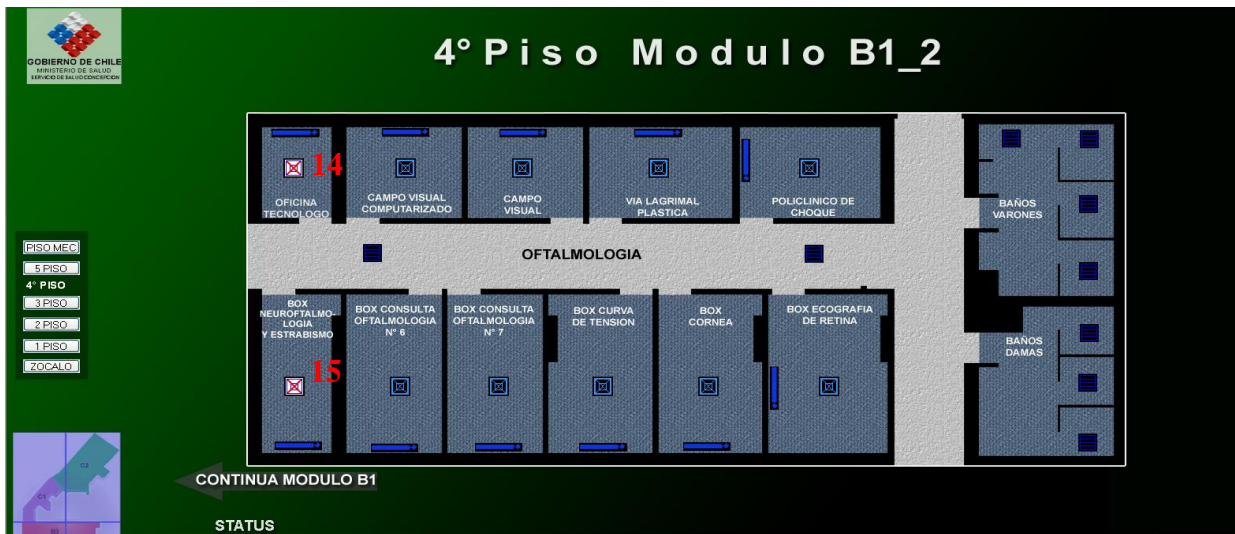 GOBIERNO DE CHILE
MINISTERIO DE SALUD
SERVICIO DE SALUD CONCEPCION
4° Piso Modulo B1_2
14
OFICINA
TECNOLOGO
CAMPO VISUAL
COMPUTARIZADO
CAMPO
VISUAL
VIA LAGRIMAL
PLASTICA
POLICLINICO DE
CHOQUE
BAÑOS
VARONES
OFTALMOLOGIA
PISO MEC
5 PISO
4° PISO
3 PISO
2 PISO
1 PISO
ZOCALO
BOX
NEUROFTALMO-
LOGIA
Y ESTRABISMO
BOX CONSULTA
OFTALMOLOGIA
N° 6
BOX CONSULTA
OFTALMOLOGIA
N° 7
BOX CURVA
DE TENSION
BOX
CORNEA
BOX ECOGRAFIA
DE RETINA
BAÑOS
DAMAS
15
C2
C1
CONTINUA MODULO B1
STATUS